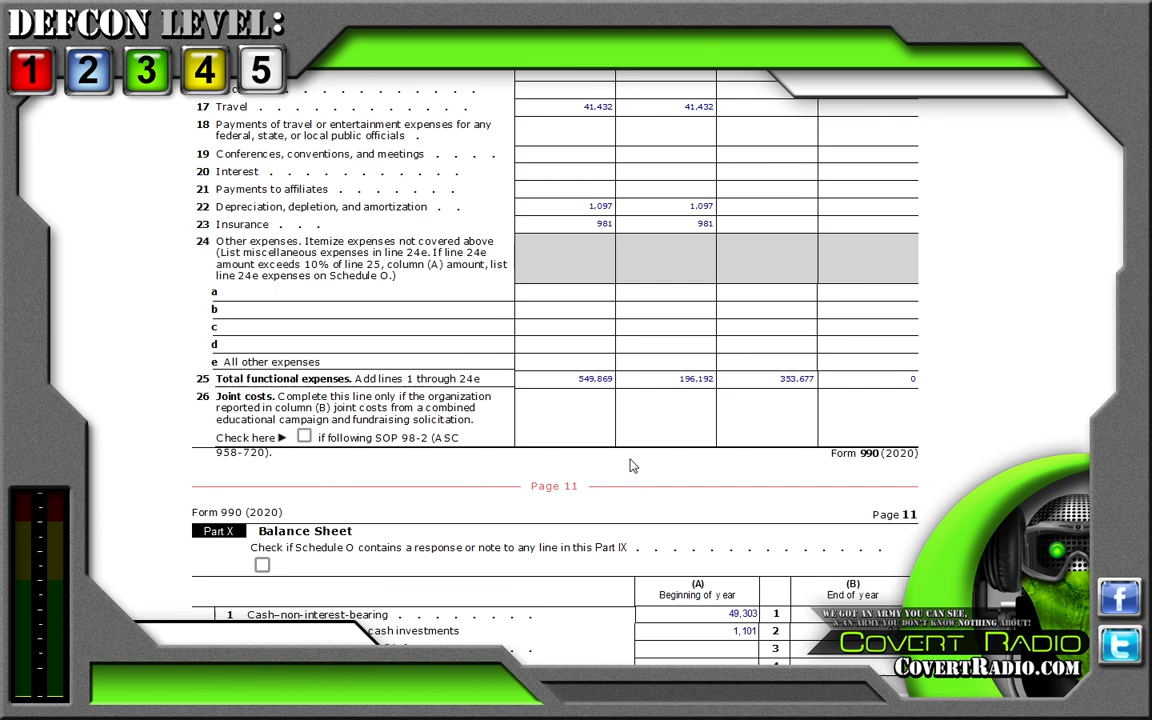 DEFCON LEVEL:
1 2 3 4 5
17 Travel . . . . . . . . . . . . 41,432 41,432
18 Payments of travel or entertainment expenses for any
federal, state, or local public officials .
19 Conferences, conventions, and meetings . . . .
20 Interest . . . . . . . . . . .
21 Payments to affiliates . . . . . . .
22 Depreciation, depletion, and amortization . . 1,097 1,097
23 Insurance . . . 981 981
24 Other expenses. Itemize expenses not covered above
(List miscellaneous expenses in line 24e. If line 24e
amount exceeds 10% of line 25, column (A) amount, list
line 24e expenses on Schedule O.)
a
b
c
d
e All other expenses
25 Total functional expenses. Add lines 1 through 24e 549,869 196,192 353,677 0
26 Joint costs. Complete this line only if the organization
reported in column (B) joint costs from a combined
educational campaign and fundraising solicitation.
Check here ► if following SOP 98-2 (ASC
958-720).
Form 990 (2020)
Page 11
Form 990 (2020)
Page 11
Part X Balance Sheet
Check if Schedule O contains a response or note to any line in this Part IX . . . . . . . . . . . .
(A) (B)
Beginning of year End of year
1 Cash–non-interest-bearing . . . . . . . . 49,303 1
cash investments 1,101 2
3
WE GOT AN ARMY YOU CAN SEE,
& AN ARMY YOU DON'T KNOW NOTHING ABOUT!
COVERT RADIO
COVERTRADIO.COM